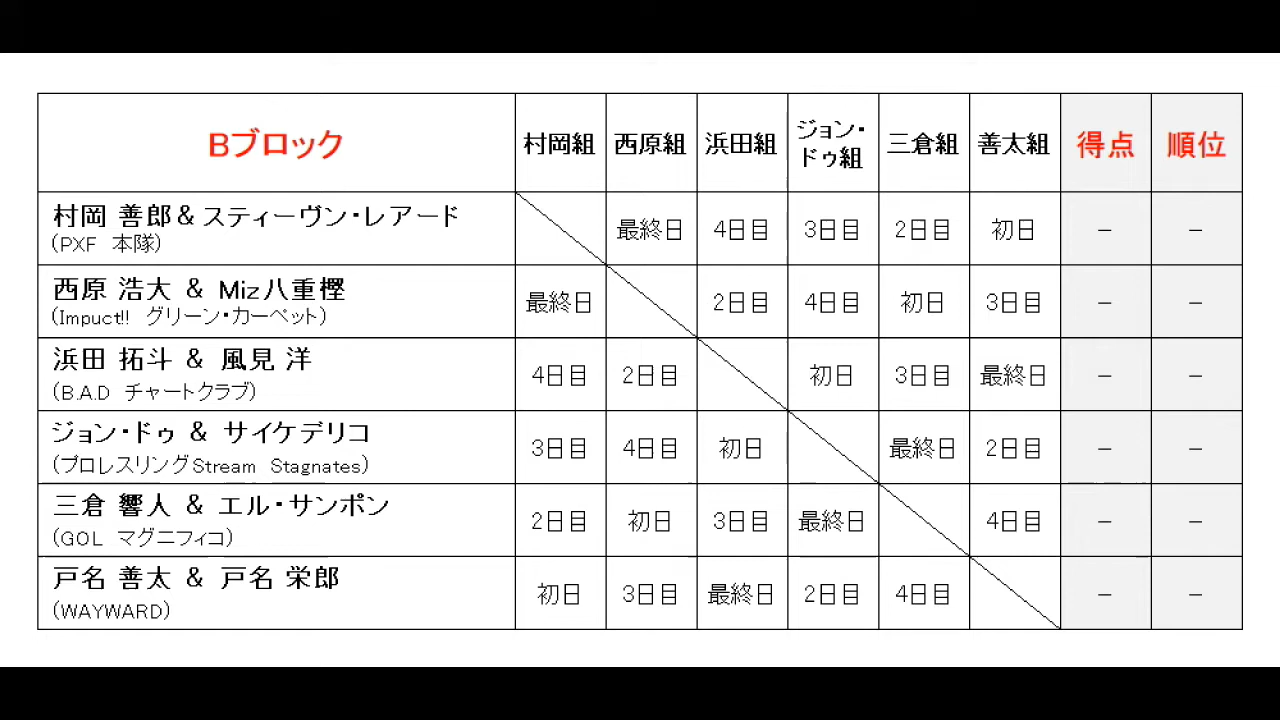 Bブロック 村岡組 西原組 浜田組 ジョン・ドゥ組 三倉組 善太組 得点 順位
村岡 善郎&スティーヴン・レアード 最終日 4日目 3日目 2日目 初日 – –
(PXF 本隊)
西原 浩大 & Miz八重樫 最終日 2日目 4日目 初日 3日目 – –
(Impuct!! グリーン・カーペット)
浜田 拓斗 & 風見 洋 4日目 2日目 初日 3日目 最終日 – –
(B.A.D チャートクラブ)
ジョン・ドゥ & サイケデリコ 3日目 4日目 初日 最終日 2日目 – –
(プロレスリングStream Stagnates)
三倉 響人 & エル・サンポン 2日目 初日 3日目 最終日 4日目 – –
(GOL マグニフィコ)
戸名 善太 & 戸名 栄郎 初日 3日目 最終日 2日目 4日目 – –
(WAYWARD)